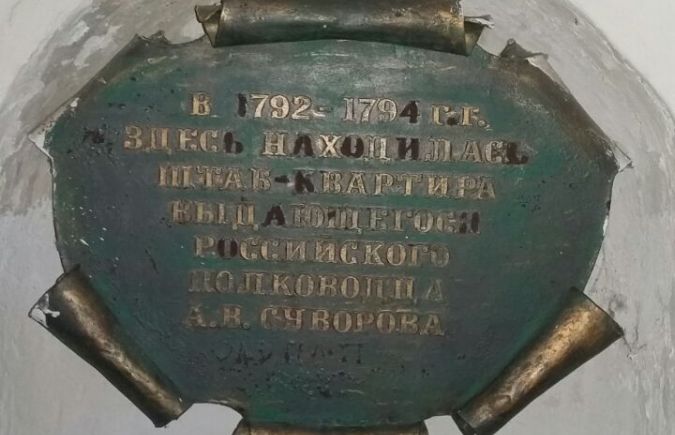 В 1792- 1794 Г.Г.
ЗДЕСЬ НАХОДИЛАСЬ
ШТАБ-КВАРТИРА
ВЫДАЮЩЕГОСЯ
РОССИЙСКОГО
ПОЛКОВОДЦА
А.В. СУВОРОВА